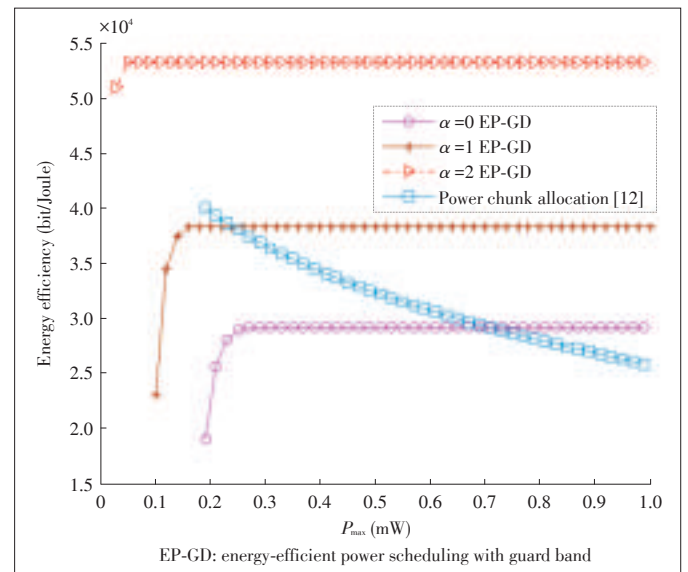 ×10⁴
5.5
5.0
4.5
4.0
3.5
3.0
2.5
2.0
1.5
Energy efficiency (bit/Joule)
α =0 EP-GD
α =1 EP-GD
α =2 EP-GD
Power chunk allocation [12]
0 0.1 0.2 0.3 0.4 0.5 0.6 0.7 0.8 0.9 1.0
Pmax (mW)
EP-GD: energy-efficient power scheduling with guard band